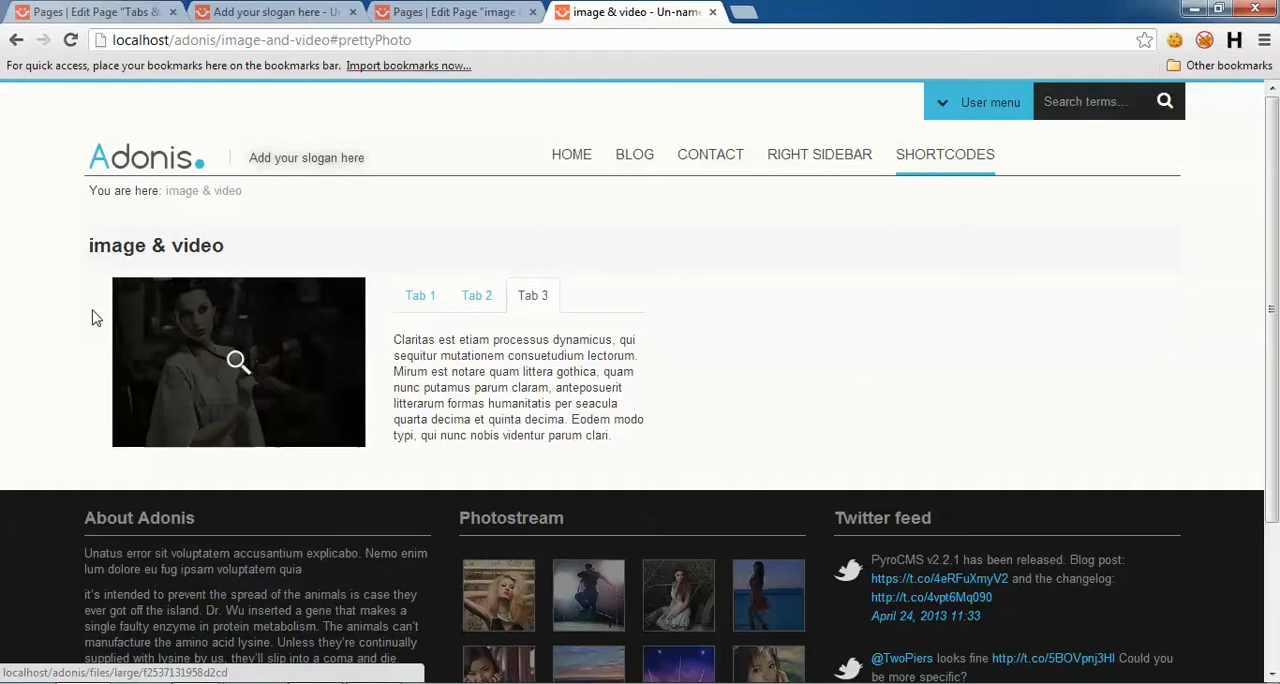 Pages | Edit Page "Tabs &
Add your slogan here - U
Pages | Edit Page "image
image & video - Un-name
localhost/adonis/image-and-video#prettyPhoto
For quick access, place your bookmarks here on the bookmarks bar. Import bookmarks now...
Other bookmarks
User menu
Search terms...
Adonis.
Add your slogan here
HOME
BLOG
CONTACT
RIGHT SIDEBAR
SHORTCODES
You are here: image & video
image & video
Tab 1
Tab 2
Tab 3
Claritas est etiam processus dynamicus, qui
sequitur mutationem consuetudium lectorum.
Mirum est notare quam littera gothica, quam
nunc putamus parum claram, anteposuerit
litterarum formas humanitatis per seacula
quarta decima et quinta decima. Eodem modo
typi, qui nunc nobis videntur parum clari.
About Adonis
Unatus error sit voluptatem accusantium explicabo. Nemo enim
Ium dolore eu fug ipsam voluptatem quia
it's intended to prevent the spread of the animals is case they
ever got off the island. Dr. Wu inserted a gene that makes a
single faulty enzyme in protein metabolism. The animals can't
manufacture the amino acid lysine. Unless they're continually
supplied with lysine by us, they'll slip into a coma and die.
Photostream
Twitter feed
PyroCMS v2.2.1 has been released. Blog post:
https://t.co/4eRFuXmyV2 and the changelog:
http://t.co/4vpt6Mq090
April 24, 2013 11:33
@TwoPiers looks fine http://t.co/5BOVpnj3Hl Could you
be more specific?
localhost/adonis/files/large/f2537131958d2cd